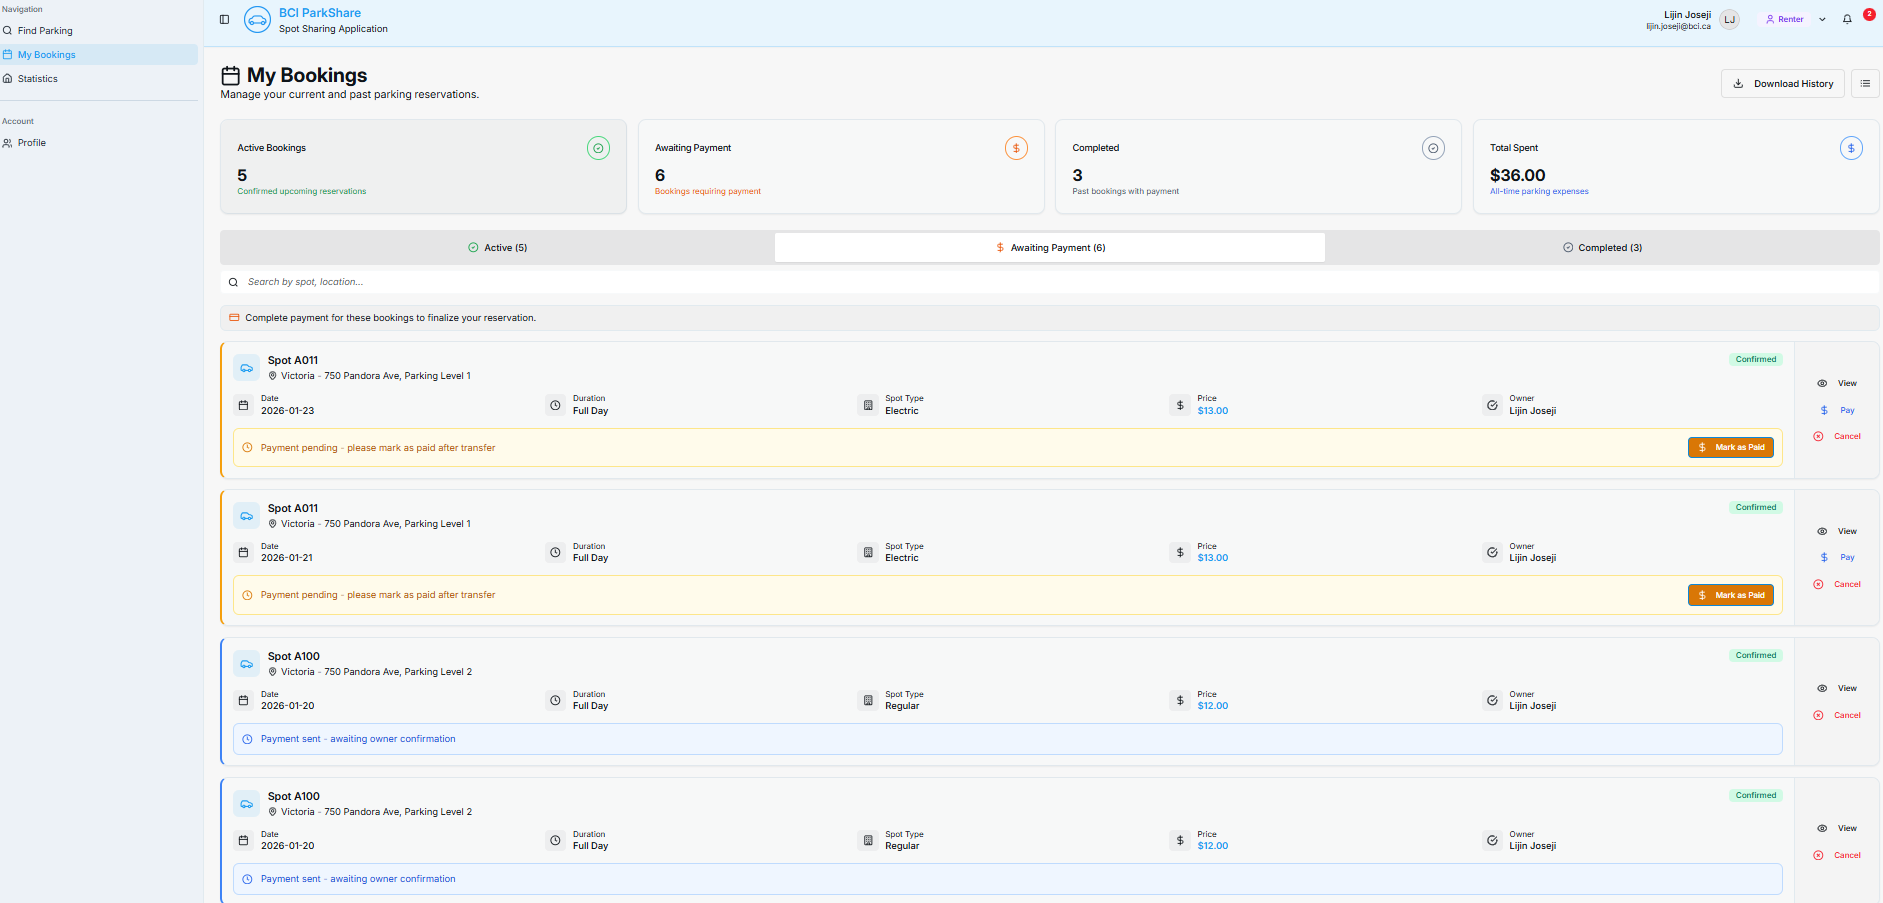 Navigation
Find Parking
My Bookings
Statistics
Account
Profile
BCI ParkShare
Spot Sharing Application
Lijin Joseji
lijin.joseji@bci.ca
LJ
Renter
2
My Bookings
Manage your current and past parking reservations.
Download History
Active Bookings
5
Confirmed upcoming reservations
Awaiting Payment
6
Bookings requiring payment
Completed
3
Past bookings with payment
Total Spent
$36.00
All-time parking expenses
Active (5)
Awaiting Payment (6)
Completed (3)
Search by spot, location...
Complete payment for these bookings to finalize your reservation.
Spot A011
Victoria - 750 Pandora Ave, Parking Level 1
Confirmed
Date
2026-01-23
Duration
Full Day
Spot Type
Electric
Price
$13.00
Owner
Lijin Joseji
Payment pending - please mark as paid after transfer
Mark as Paid
View
Pay
Cancel
Spot A011
Victoria - 750 Pandora Ave, Parking Level 1
Confirmed
Date
2026-01-21
Duration
Full Day
Spot Type
Electric
Price
$13.00
Owner
Lijin Joseji
Payment pending - please mark as paid after transfer
Mark as Paid
View
Pay
Cancel
Spot A100
Victoria - 750 Pandora Ave, Parking Level 2
Confirmed
Date
2026-01-20
Duration
Full Day
Spot Type
Regular
Price
$12.00
Owner
Lijin Joseji
Payment sent - awaiting owner confirmation
View
Cancel
Spot A100
Victoria - 750 Pandora Ave, Parking Level 2
Confirmed
Date
2026-01-20
Duration
Full Day
Spot Type
Regular
Price
$12.00
Owner
Lijin Joseji
Payment sent - awaiting owner confirmation
View
Cancel